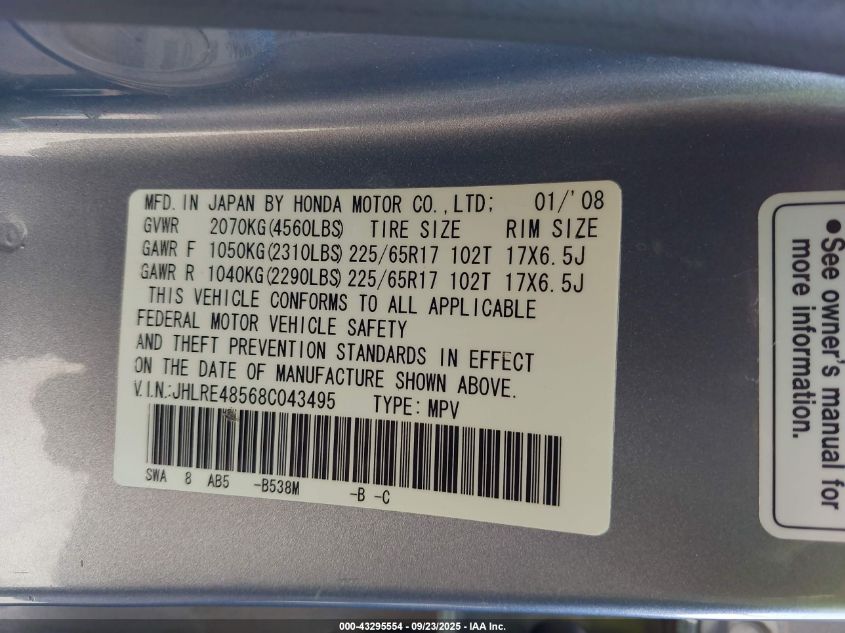 MFD. IN JAPAN BY HONDA MOTOR CO.,LTD; 01/'08
GVWR 2070KG(4560LBS) TIRE SIZE RIM SIZE
GAWR F 1050KG(2310LBS) 225/65R17 102T 17X6.5J
GAWR R 1040KG(2290LBS) 225/65R17 102T 17X6.5J
THIS VEHICLE CONFORMS TO ALL APPLICABLE
FEDERAL MOTOR VEHICLE SAFETY
AND THEFT PREVENTION STANDARDS IN EFFECT
ON THE DATE OF MANUFACTURE SHOWN ABOVE.
V.I.N.:JHLRE48568C043495 TYPE: MPV
SWA 8 AB5 -B538M -B -C
●See owner's manual for
more information.
000-43295554 - 09/23/2025 - IAA Inc.